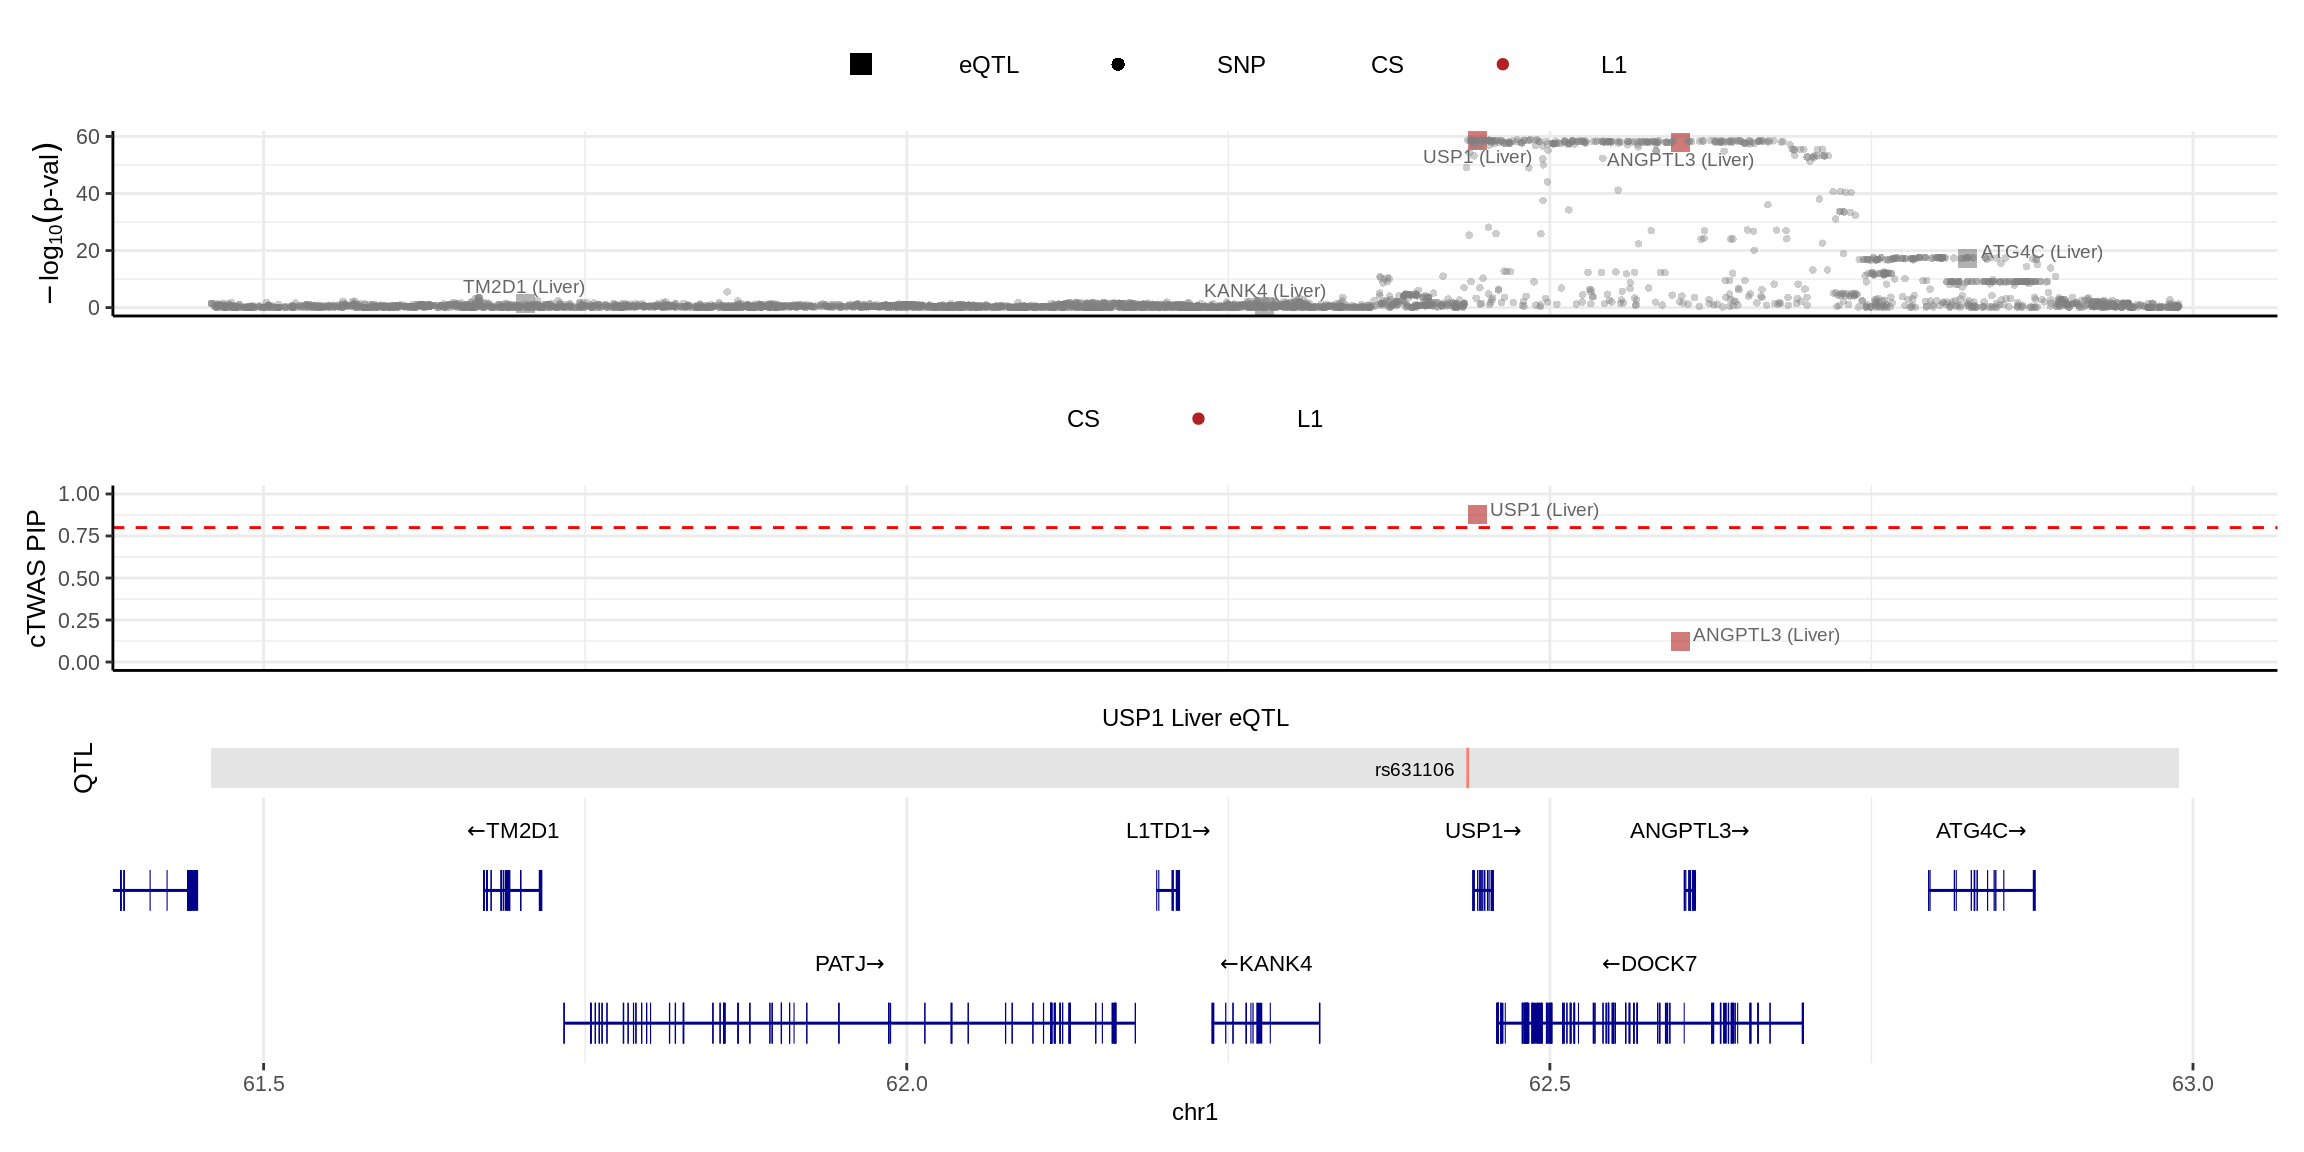 eQTL SNP CS L1
−log10(p-val)
60
40
20
0
USP1 (Liver)
ANGPTL3 (Liver)
ATG4C (Liver)
TM2D1 (Liver)
KANK4 (Liver)
CS L1
cTWAS PIP
1.00
0.75
0.50
0.25
0.00
USP1 (Liver)
ANGPTL3 (Liver)
USP1 Liver eQTL
QTL
rs631106
←TM2D1 L1TD1→ USP1→ ANGPTL3→ ATG4C→
PATJ→ ←KANK4 ←DOCK7
61.5 62.0 62.5 63.0
chr1